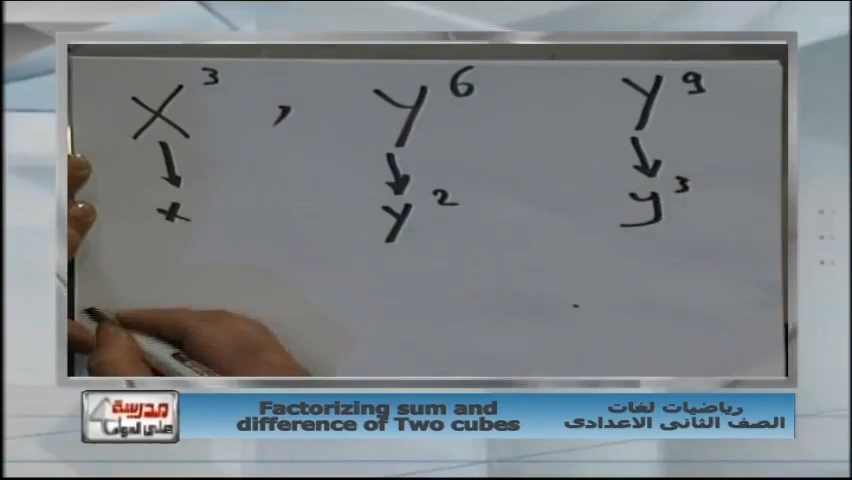 X³ , Y⁶ Y⁹
x y² y³
مدرسة
على الهواء
Factorizing sum and
difference of Two cubes
رياضيات لغات
الصف الثانى الاعدادى